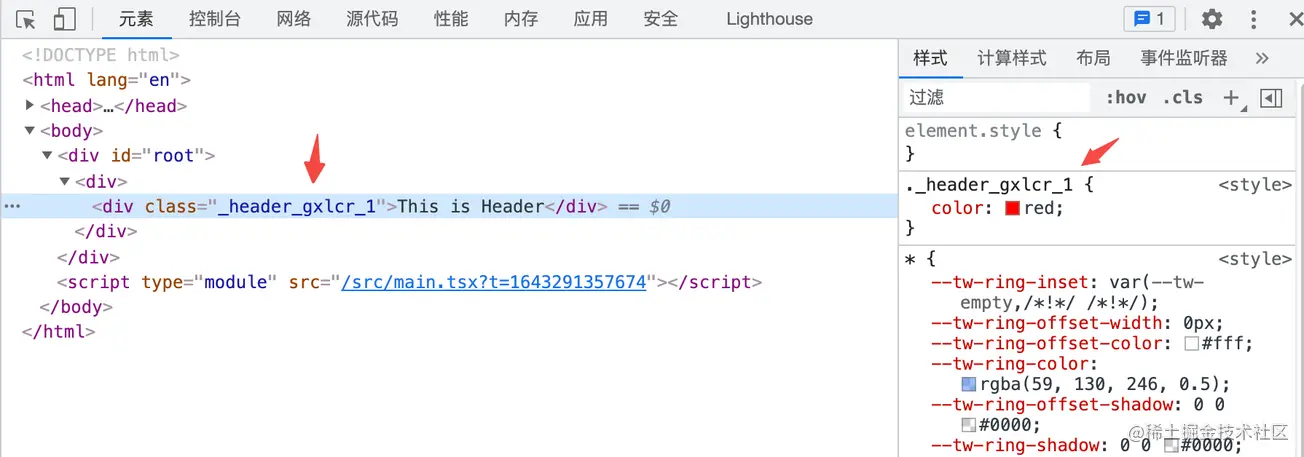 元素 控制台 网络 源代码 性能 内存 应用 安全 Lighthouse 1
<!DOCTYPE html>
<html lang="en">
<head>…</head>
<body>
<div id="root">
<div>
<div class="_header_gxlcr_1">This is Header</div> == $0
</div>
</div>
<script type="module" src="/src/main.tsx?t=1643291357674"></script>
</body>
</html>
样式 计算样式 布局 事件监听器
过滤 :hov .cls
element.style {
}
._header_gxlcr_1 { <style>
color: red;
}
* { <style>
--tw-ring-inset: var(--tw-
empty,/*!*/ /*!*/);
--tw-ring-offset-width: 0px;
--tw-ring-offset-color: #fff;
--tw-ring-color:
rgba(59, 130, 246, 0.5);
--tw-ring-offset-shadow: 0 0
#0000;
--tw-ring-shadow: 0 0 #0000;
@稀土掘金技术社区